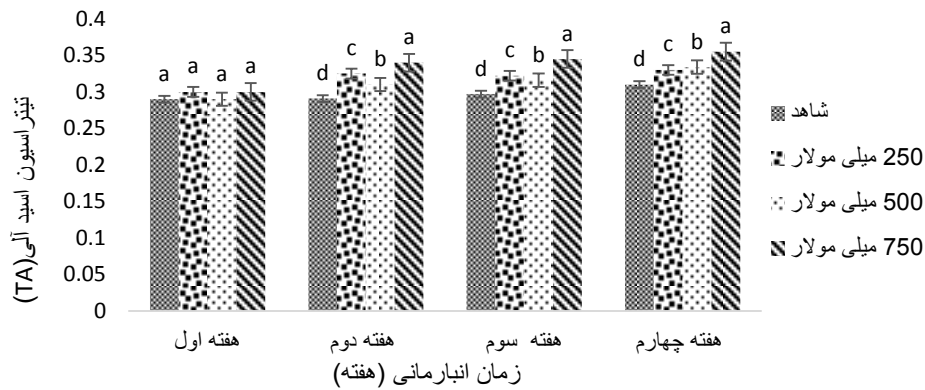 0.4
0.35
0.3
0.25
0.2
0.15
0.1
0.05
0
تیتراسیون اسید آلی(TA)
a a a a
d c b a
d c b a
d c b a
هفته اول
هفته دوم
هفته سوم
هفته چهارم
زمان انبارمانی (هفته)
شاهد
250 میلی مولار
500 میلی مولار
750 میلی مولار